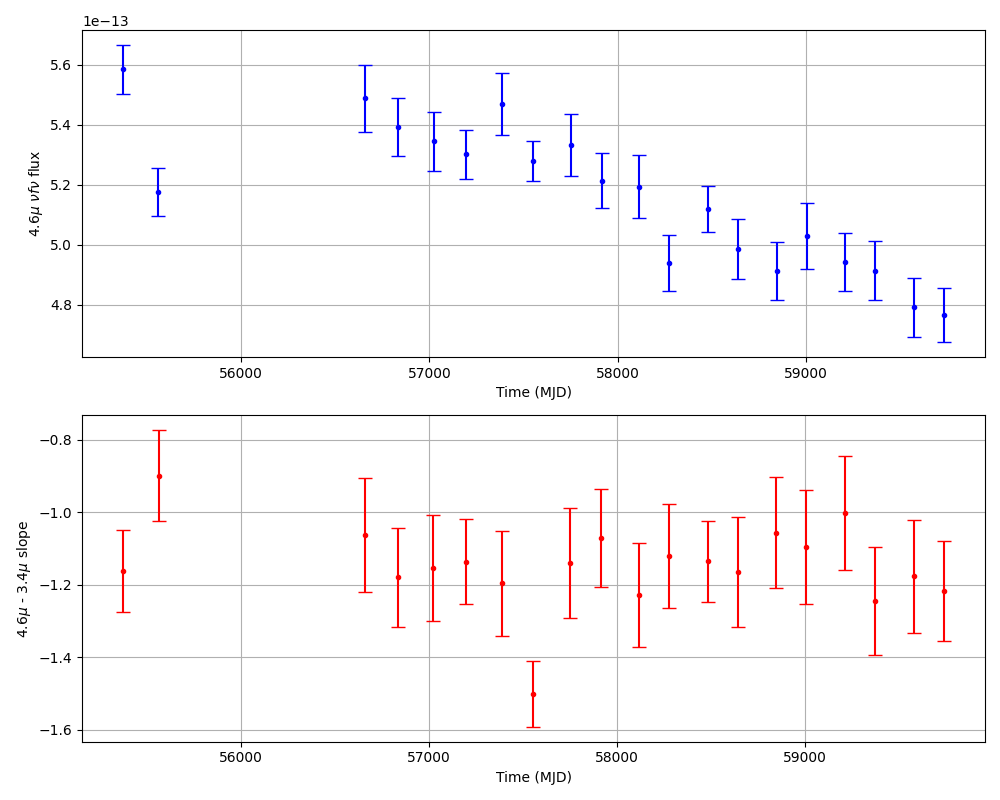 1e−13
5.6
5.4
5.2
5.0
4.8
4.6μ νfν flux
56000 57000 58000 59000
Time (MJD)
−0.8
−1.0
−1.2
−1.4
−1.6
4.6μ - 3.4μ slope
56000 57000 58000 59000
Time (MJD)